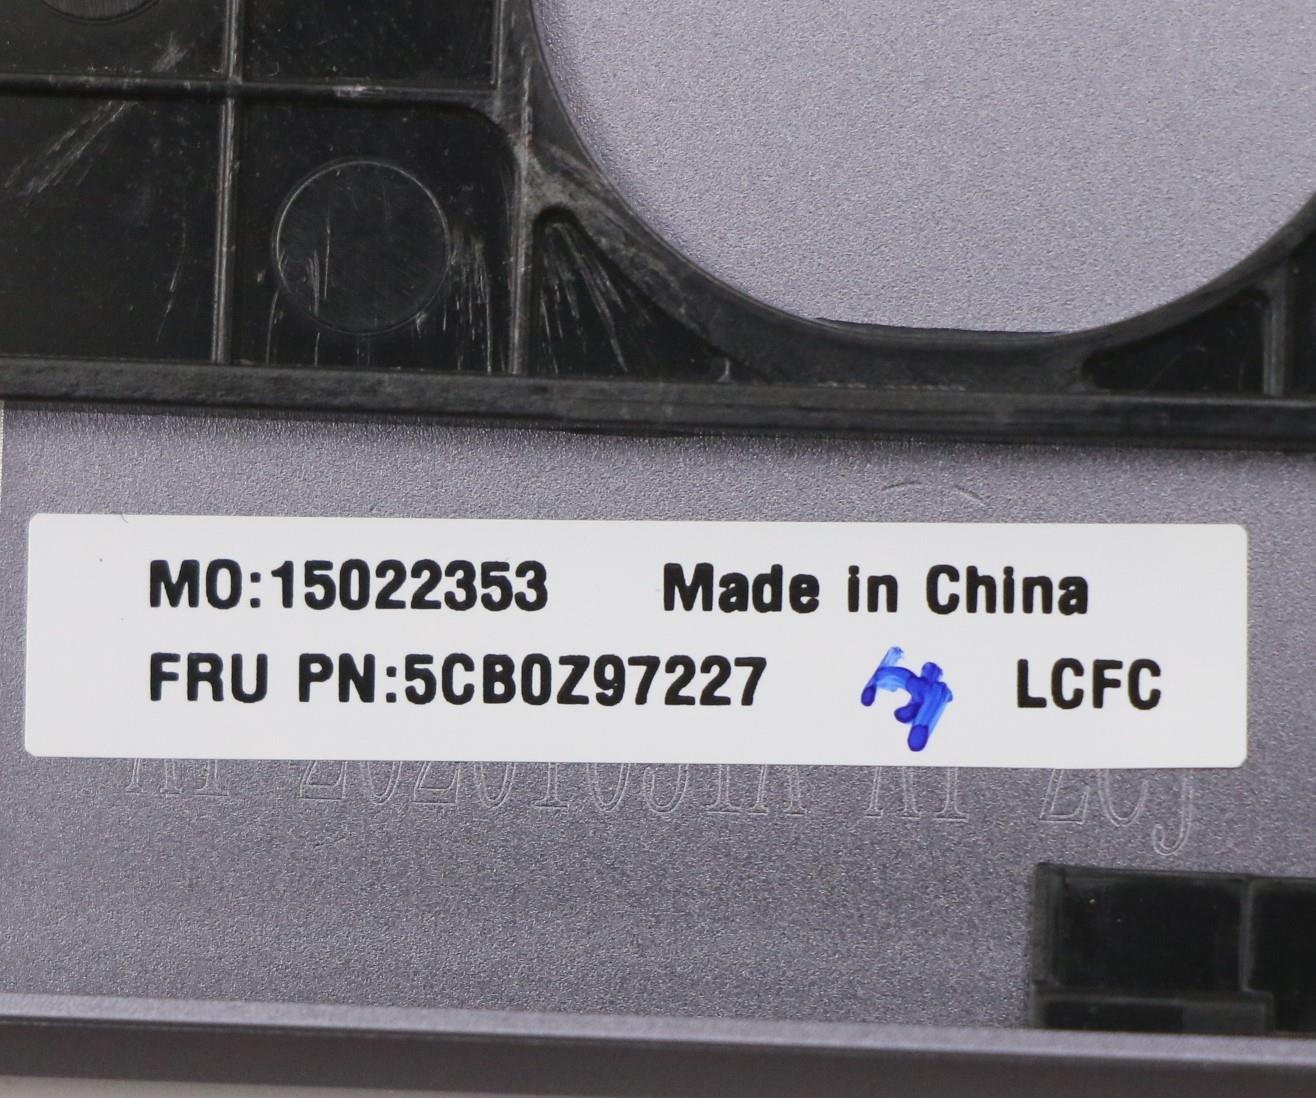 MO:15022353 Made in China
FRU PN:5CB0Z97227 LCFC